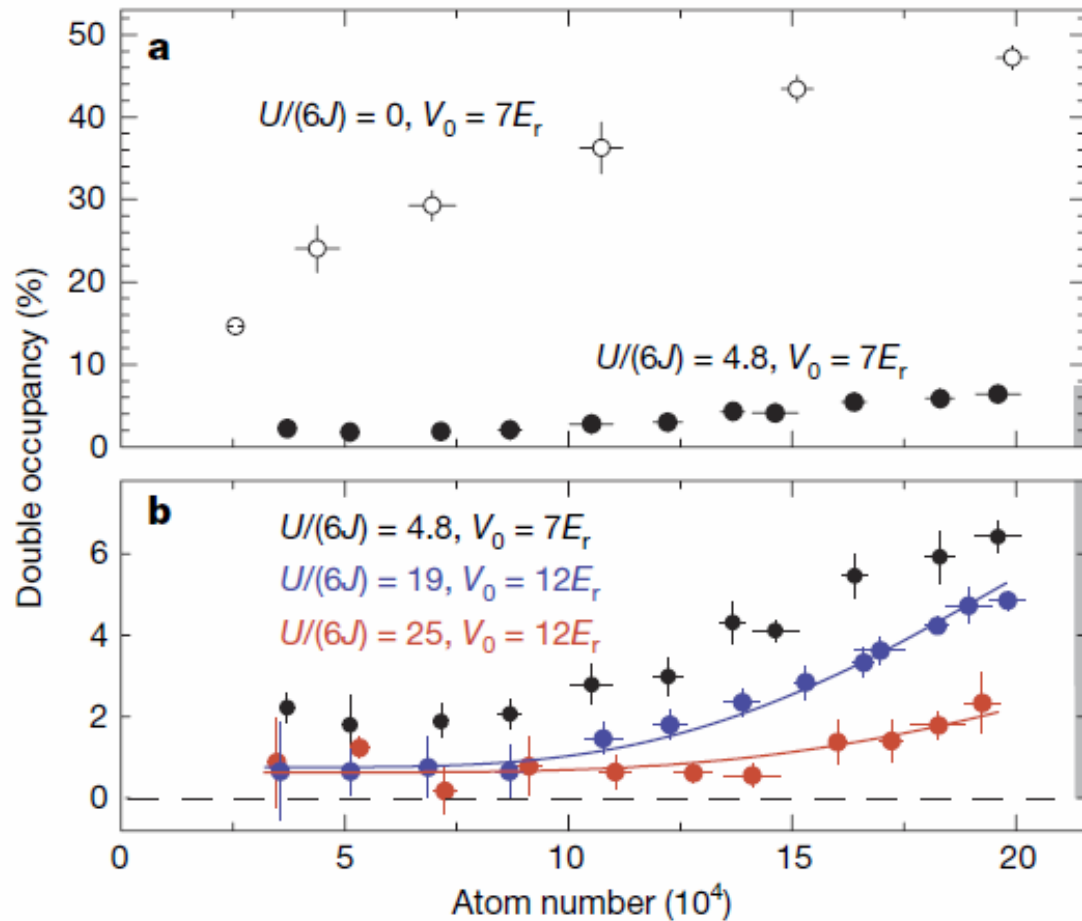 a
50
U/(6J) = 0, V₀ = 7Eᵣ
40
30
20
U/(6J) = 4.8, V₀ = 7Eᵣ
10
0
Double occupancy (%)
b
U/(6J) = 4.8, V₀ = 7Eᵣ
U/(6J) = 19, V₀ = 12Eᵣ
U/(6J) = 25, V₀ = 12Eᵣ
6
4
2
0
0 5 10 15 20
Atom number (10⁴)